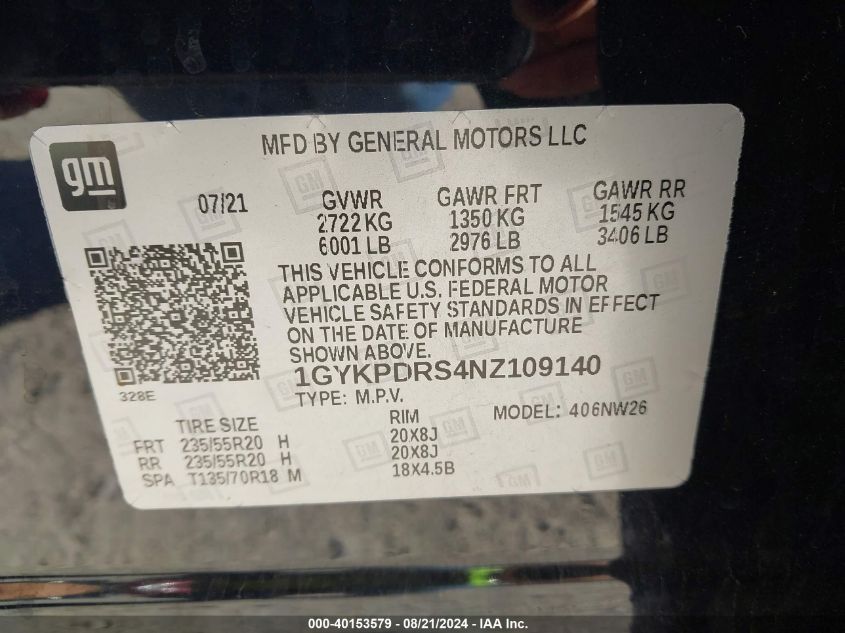 MFD BY GENERAL MOTORS LLC
gm
07/21
GVWR
2722 KG
6001 LB
GAWR FRT
1350 KG
2976 LB
GAWR RR
1545 KG
3406 LB
THIS VEHICLE CONFORMS TO ALL
APPLICABLE U.S. FEDERAL MOTOR
VEHICLE SAFETY STANDARDS IN EFFECT
ON THE DATE OF MANUFACTURE
SHOWN ABOVE.
328E
1GYKPDRS4NZ109140
TYPE: M.P.V.
MODEL: 406NW26
TIRE SIZE RIM
FRT 235/55R20 H 20X8J
RR 235/55R20 H 20X8J
SPA T135/70R18 M 18X4.5B
000-40153579 - 08/21/2024 - IAA Inc.